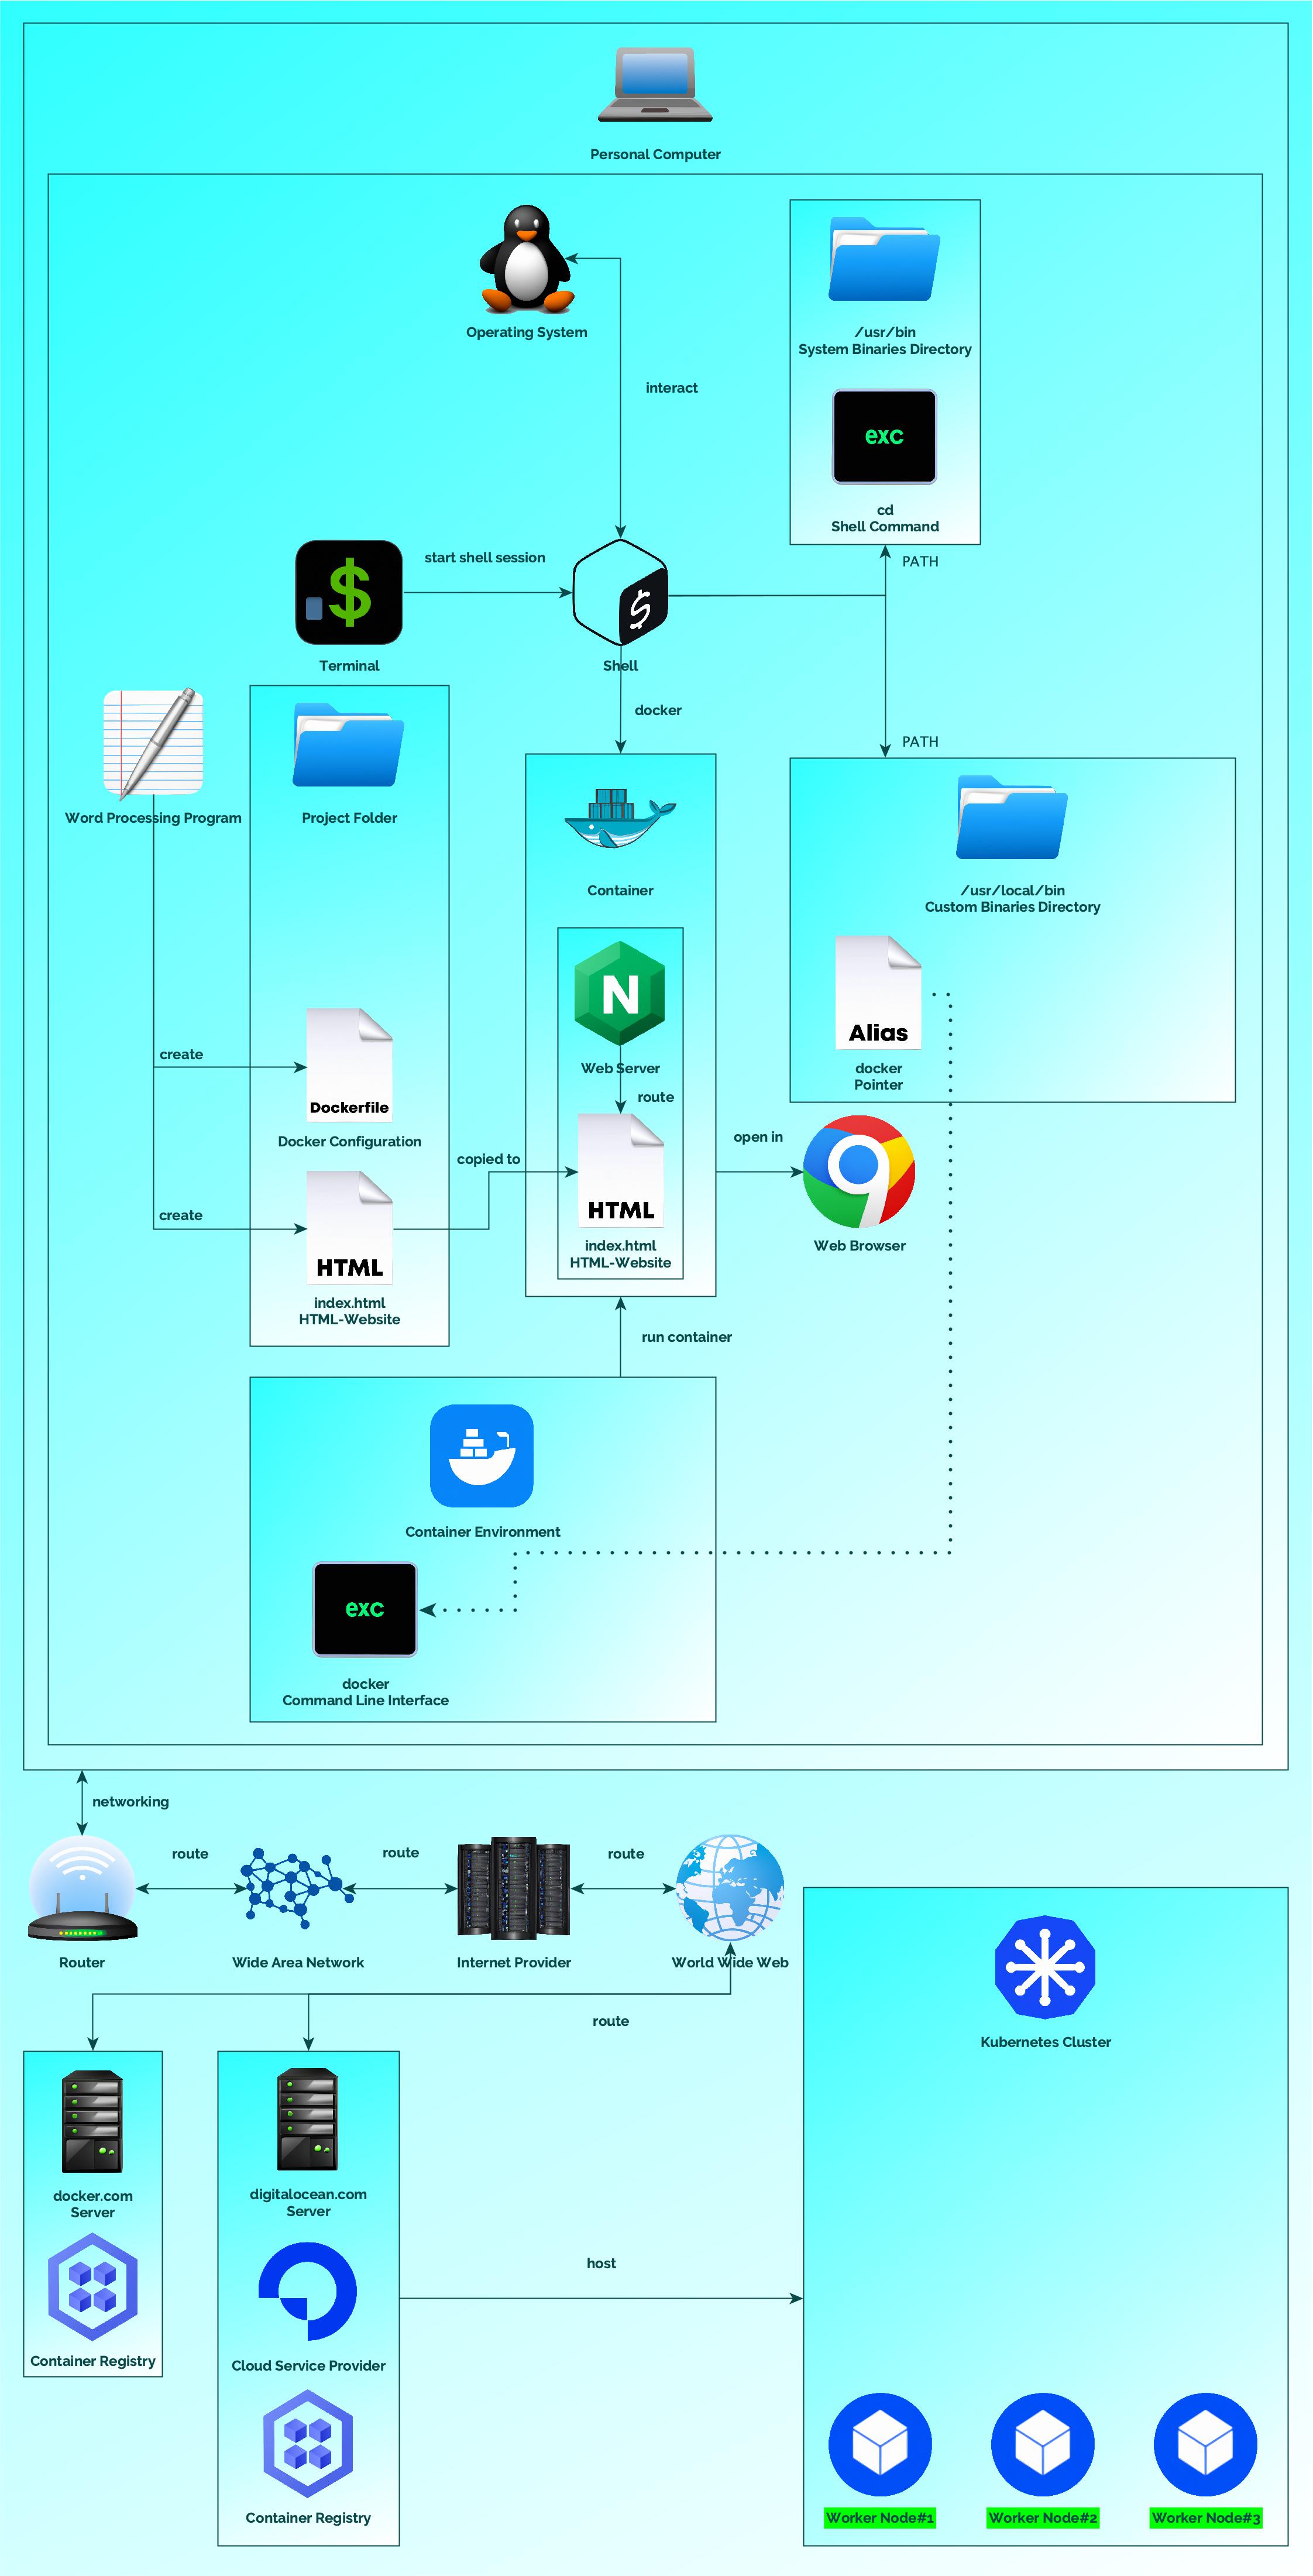 Personal Computer
Operating System
/usr/bin
System Binaries Directory
interact
exc
cd
Shell Command
start shell session
PATH
$
$
Terminal
Shell
docker
PATH
Word Processing Program
Project Folder
Container
/usr/local/bin
Custom Binaries Directory
N
Alias
create
Web Server
docker
Pointer
route
Dockerfile
Docker Configuration
open in
copied to
HTML
create
HTML
index.html
HTML-Website
Web Browser
index.html
HTML-Website
run container
Container Environment
exc
docker
Command Line Interface
networking
route
route
route
Router
Wide Area Network
Internet Provider
World Wide Web
route
Kubernetes Cluster
docker.com
Server
digitalocean.com
Server
host
Container Registry
Cloud Service Provider
Container Registry
Worker Node#1
Worker Node#2
Worker Node#3